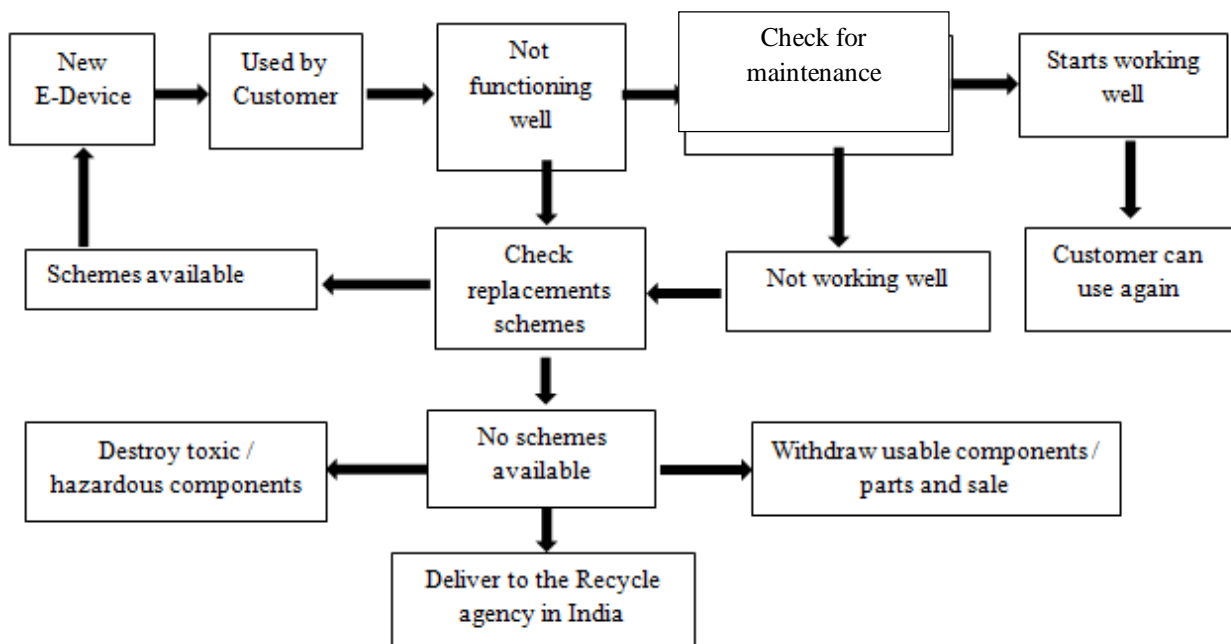 New
E-Device
Used by
Customer
Not
functioning
well
Check for
maintenance
Starts working
well
Schemes available
Check
replacements
schemes
Not working well
Customer can
use again
Destroy toxic /
hazardous components
No schemes
available
Withdraw usable components /
parts and sale
Deliver to the Recycle
agency in India